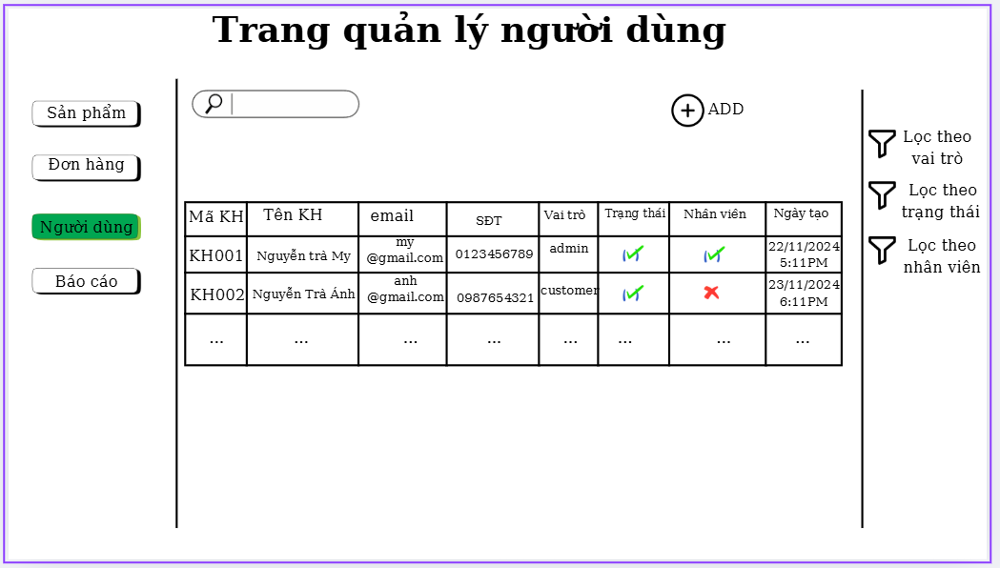 Trang quản lý người dùng
Sản phẩm
Đơn hàng
Người dùng
Báo cáo
ADD
Mã KH Tên KH email SĐT Vai trò Trạng thái Nhân viên Ngày tạo
KH001 Nguyễn trà My my 0123456789 admin 22/11/2024
@gmail.com 5:11PM
KH002 Nguyễn Trà Ánh anh 0987654321 customer 23/11/2024
@gmail.com 6:11PM
... ... ... ... ... ... ... ...
Lọc theo
vai trò
Lọc theo
trạng thái
Lọc theo
nhân viên